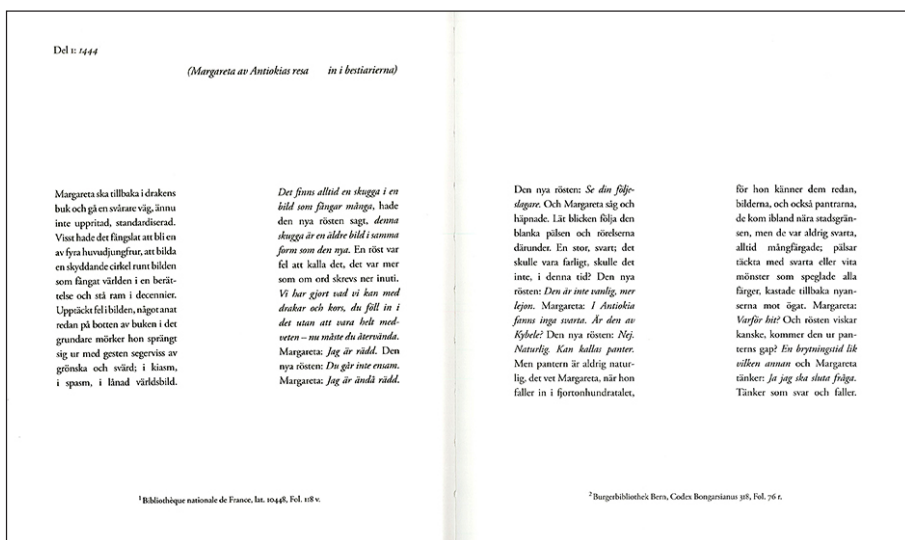 Del 1: 1444
(Margareta av Antiokias resa in i bestiarierna)
Margareta ska tillbaka i drakens
buk och gå en svårare väg, ännu
inte uppritad, standardiserad.
Visst hade det fängslat att bli en
av fyra huvudjungfrur, att bilda
en skyddande cirkel runt bilden
som fångat världen i en berät-
telse och stå ram i decennier.
Upptäckt fel i bilden, något anat
redan på botten av buken i det
grundare mörker hon sprängt
sig ur med gesten segerviss av
grönska och svärd; i kiasm,
i spasm, i lånad världsbild.
Det finns alltid en skugga i en
bild som fångar många, hade
den nya rösten sagt, denna
skugga är en äldre bild i samma
form som den nya. En röst var
fel att kalla det, det var mer
som om ord skrevs ner inuti.
Vi har gjort vad vi kan med
drakar och kors, du föll in i
det utan att vara helt med-
veten – nu måste du återvända.
Margareta: Jag är rädd. Den
nya rösten: Du går inte ensam.
Margareta: Jag är ändå rädd.
¹ Bibliothèque nationale de France, lat. 10448, Fol. 118 v.
Den nya rösten: Se din följe-
slagare. Och Margareta såg och
häpnade. Lät blicken följa den
blanka pälsen och rörelserna
därunder. En stor, svart; det
skulle vara farligt, skulle det
inte, i denna tid? Den nya
rösten: Den är inte vanlig, mer
lejon. Margareta: I Antiokia
fanns inga svarta. Är den av
Kybele? Den nya rösten: Nej.
Naturlig. Kan kallas panter.
Men pantern är aldrig natur-
lig, det vet Margareta, när hon
faller in i fjortonhundratalet,
för hon känner dem redan,
bilderna, och också pantrarna,
de kom ibland nära stadsgrän-
sen, men de var aldrig svarta,
alltid mångfärgade; pälsar
täckta med svarta eller vita
mönster som speglade alla
färger, kastade tillbaka nyan-
serna mot ögat. Margareta:
Varför hit? Och rösten viskar
kanske, kommer den ur pan-
terns gap? En brytningstid lik
vilken annan och Margareta
tänker: Ja jag ska sluta fråga.
Tänker som svar och faller.
² Burgerbibliothek Bern, Codex Bongarsianus 318, Fol. 76 r.